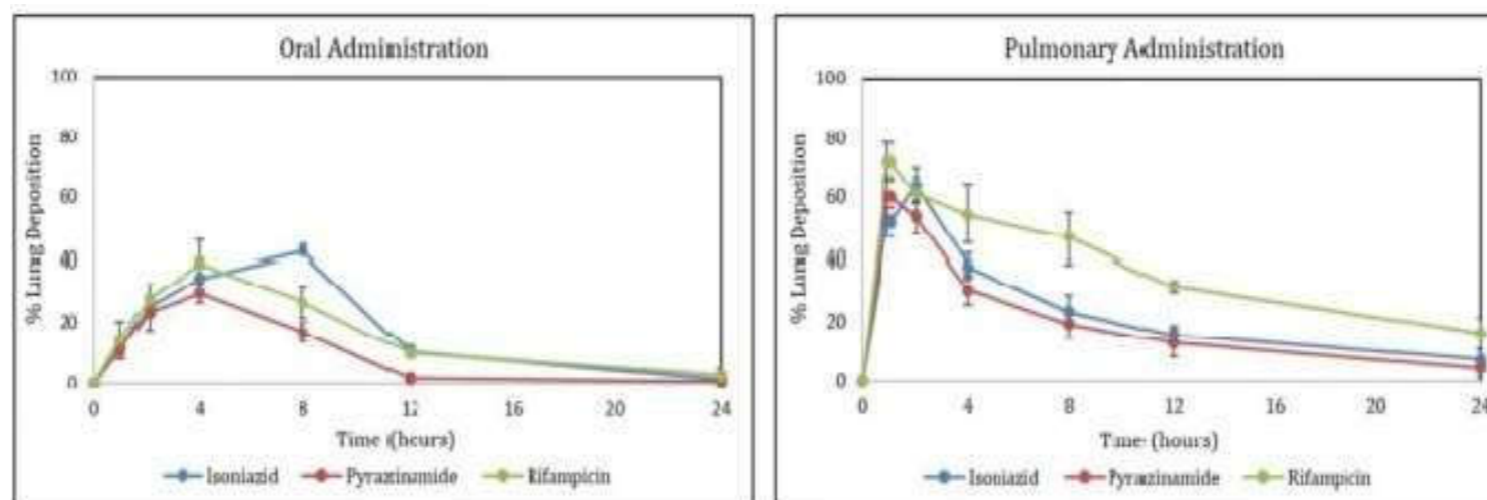 Oral Administration
100
80
60
40
20
0
% Lung Deposition
0 4 8 12 16 20 24
Time (hours)
Isoniazid Pyrazinamide Rifampicin
Pulmonary Administration
100
80
60
40
20
0
% Lung Deposition
0 4 8 12 16 20 24
Time (hours)
Isoniazid Pyrazinamide Rifampicin